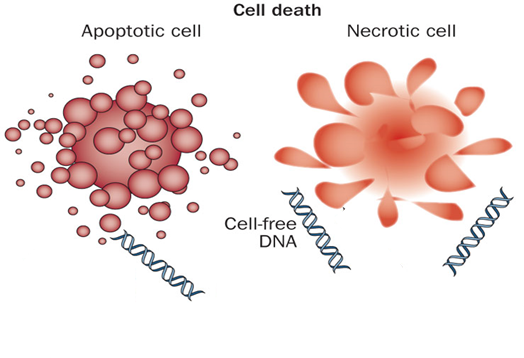 Cell death
Apoptotic cell
Necrotic cell
Cell-free
DNA